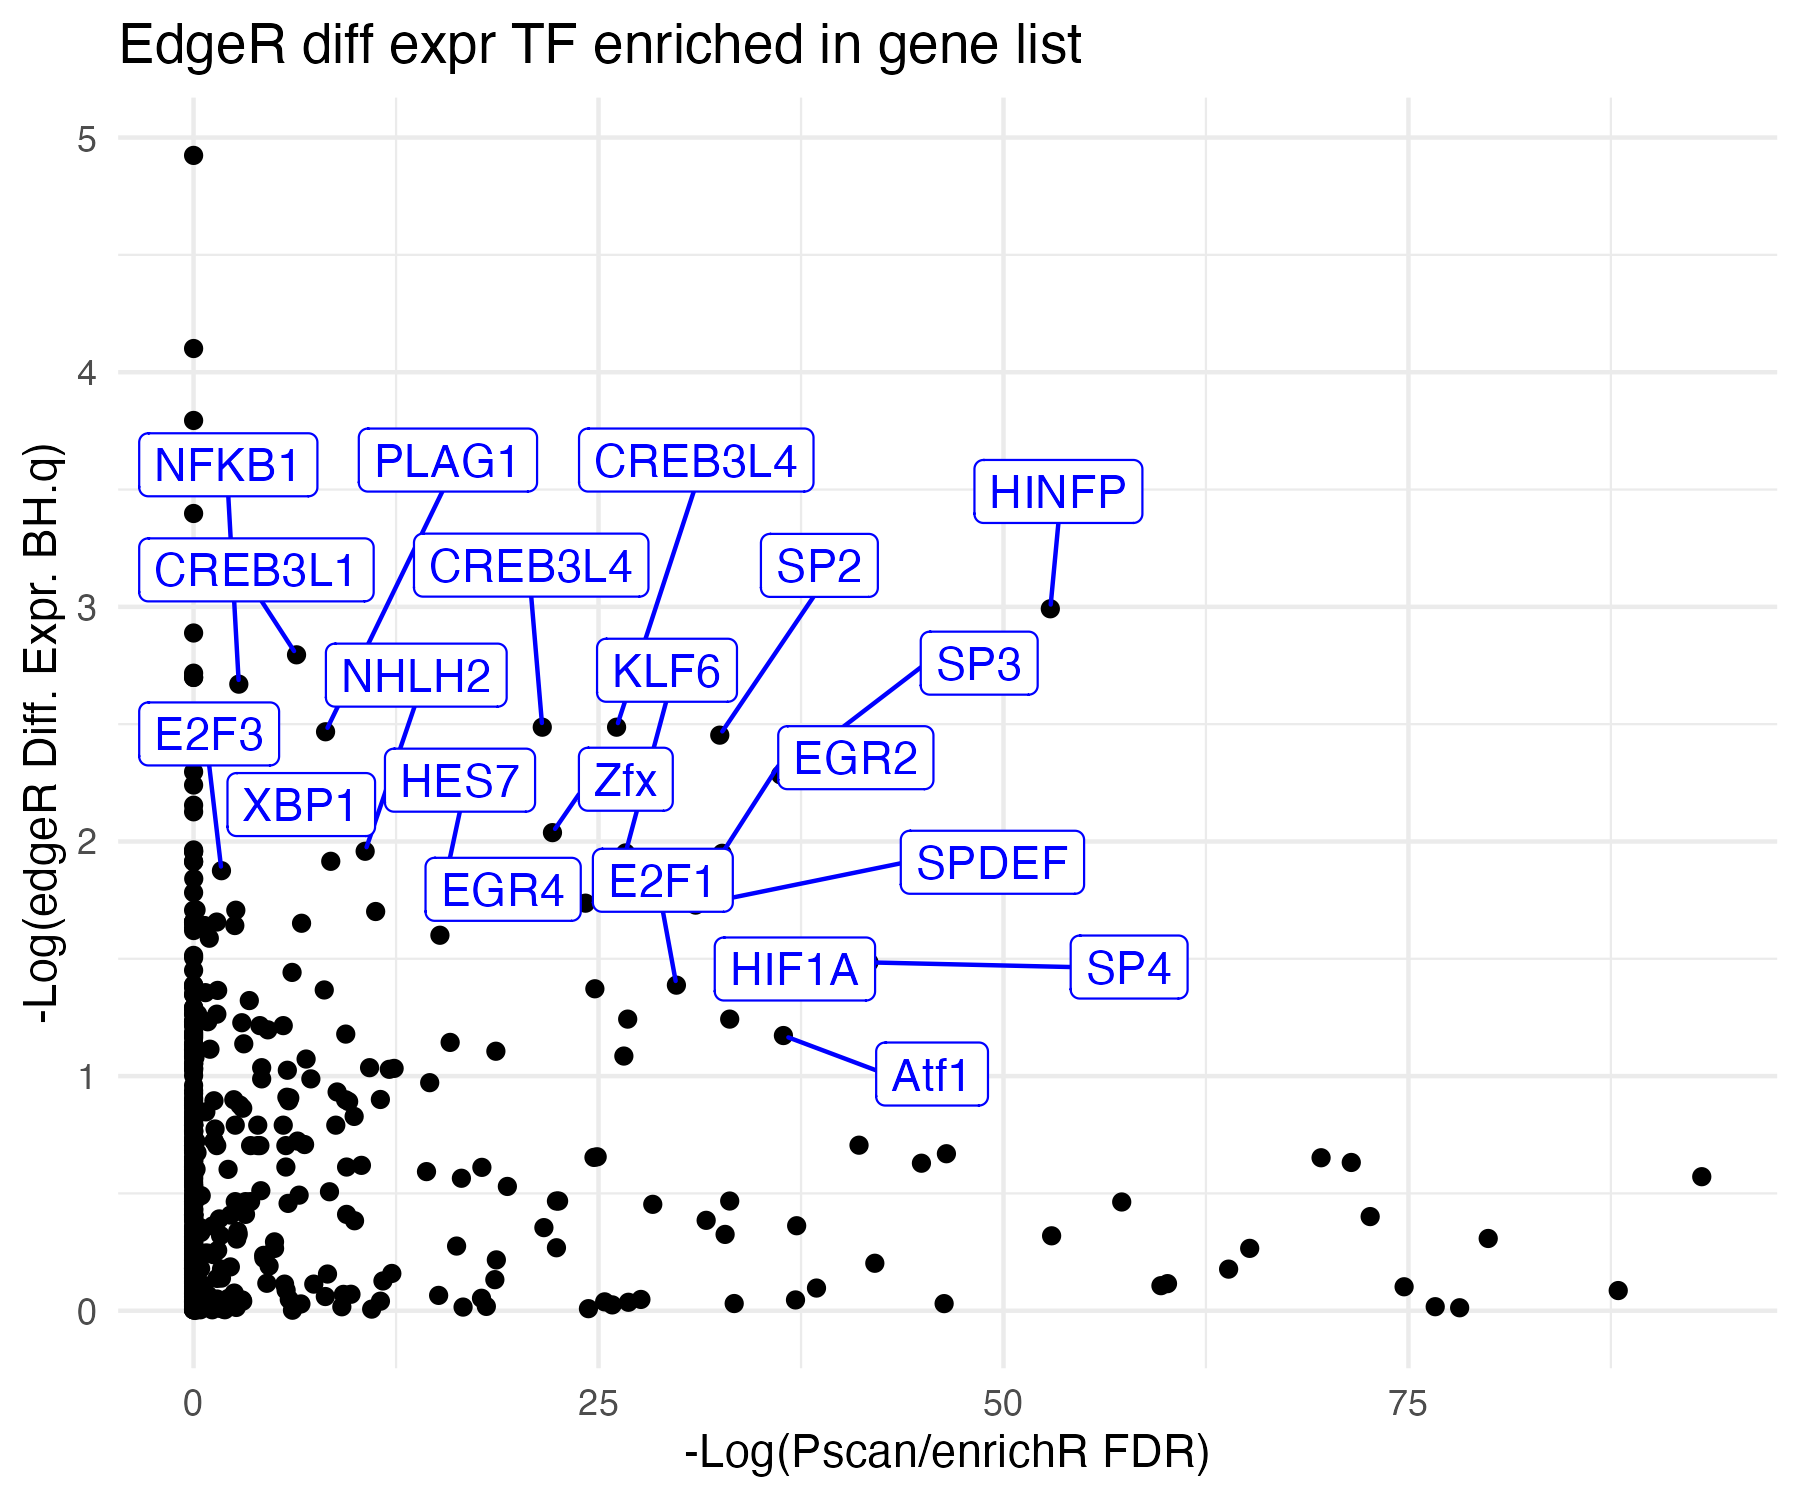 EdgeR diff expr TF enriched in gene list
-Log(edgeR Diff. Expr. BH.q)
5
4
3
2
1
0
NFKB1
PLAG1
CREB3L4
HINFP
CREB3L1
CREB3L4
SP2
NHLH2
KLF6
SP3
E2F3
XBP1
HES7
Zfx
EGR2
EGR4
E2F1
SPDEF
HIF1A
SP4
Atf1
0
25
50
75
-Log(Pscan/enrichR FDR)